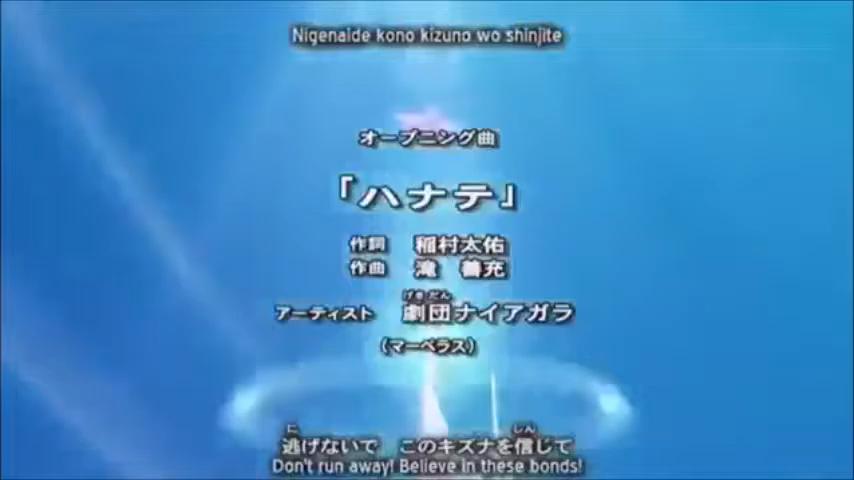 Nigenaide kono kizuno wo shinjite
オープニング曲
「ハナテ」
作詞 稲村太佑
作曲 滝 善充
げきだん
アーティスト 劇団ナイアガラ
(マーベラス)
に しん
逃げないで このキズナを信じて
Don't run away! Believe in these bonds!